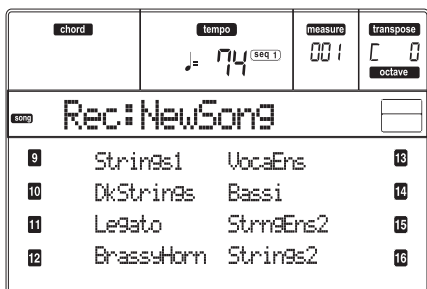 chord tempo measure transpose
♩= 74 seq 1 001 C 0
octave
song Rec:NewSong
9 Strings1 VocaEns 13
10 DkStrings Bassi 14
11 Legato StrngEns2 15
12 BrassyHorn Strings2 16